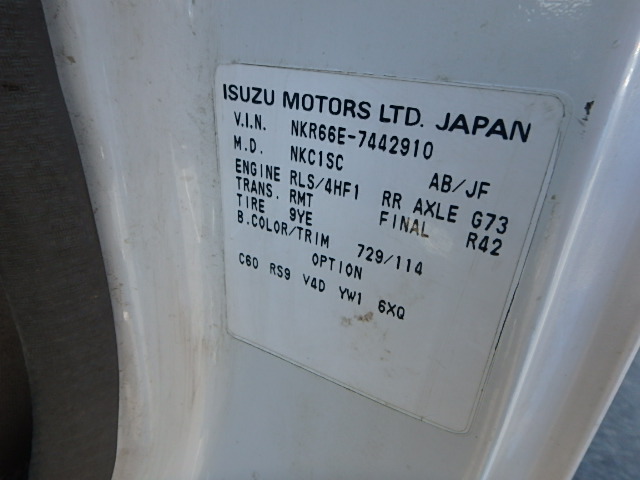 ISUZU MOTORS LTD. JAPAN
V.I.N. NKR66E-7442910
M.D. NKC1SC AB/JF
ENGINE RLS/4HF1 RR AXLE G73
TRANS. RMT FINAL R42
TIRE 9YE
B.COLOR/TRIM 729/114
OPTION
C60 RS9 V4D YW1 6XQ